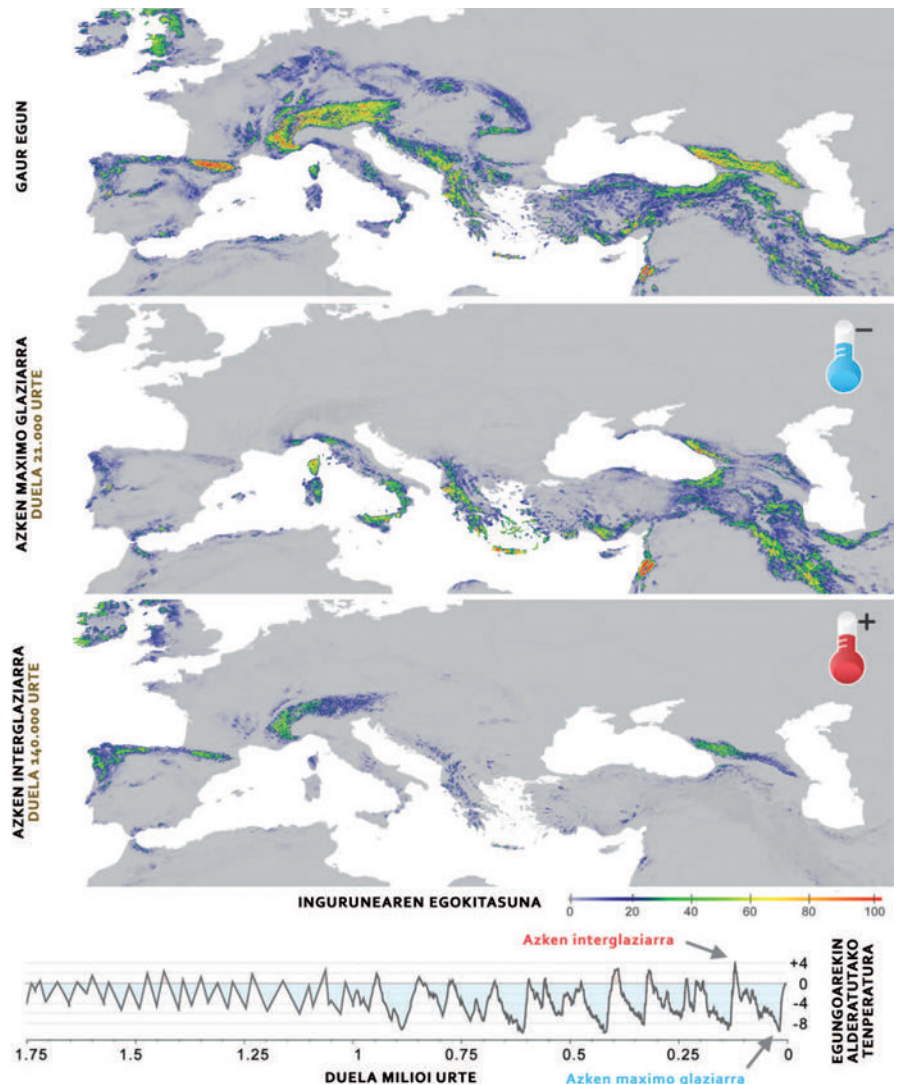 GAUR EGUN
−
AZKEN MAXIMO GLAZIARRA
DUELA 21.000 URTE
+
AZKEN INTERGLAZIARRA
DUELA 140.000 URTE
INGURUNEAREN EGOKITASUNA
0 20 40 60 80 100
Azken interglaziarra
+4
0
-4
-8
EGUNGOAREKIN
ALDERATUTAKO
TENPERATURA
1.75 1.5 1.25 1 0.75 0.5 0.25 0
DUELA MILIOI URTE
Azken maximo glaziarra